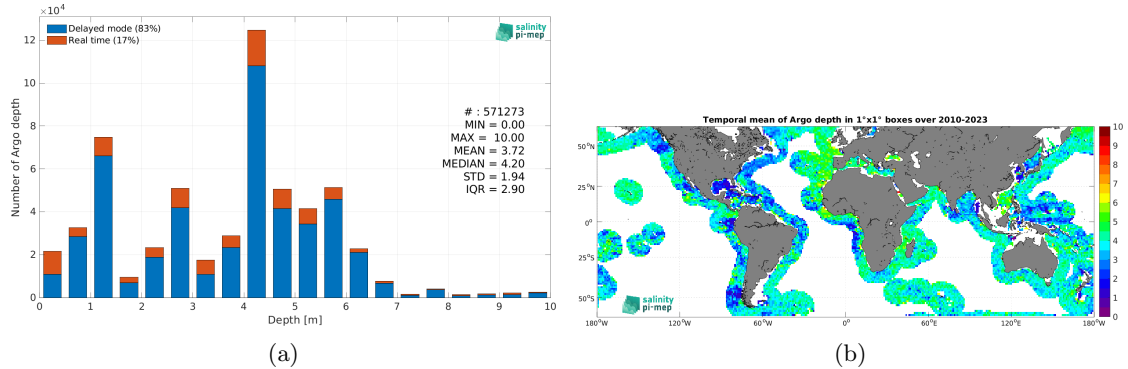 ×10⁴
12
10
8
6
4
2
0
Number of Argo depth
Delayed mode (83%)
Real time (17%)
salinity
pi-mep
# : 571273
MIN = 0.00
MAX = 10.00
MEAN = 3.72
MEDIAN = 4.20
STD = 1.94
IQR = 2.90
0 1 2 3 4 5 6 7 8 9 10
Depth [m]
(a)
Temporal mean of Argo depth in 1°x1° boxes over 2010-2023
50°N
25°N
0°
25°S
50°S
salinity
pi-mep
180°W 120°W 60°W 0° 60°E 120°E 180°E
10
9
8
7
6
5
4
3
2
1
0
(b)